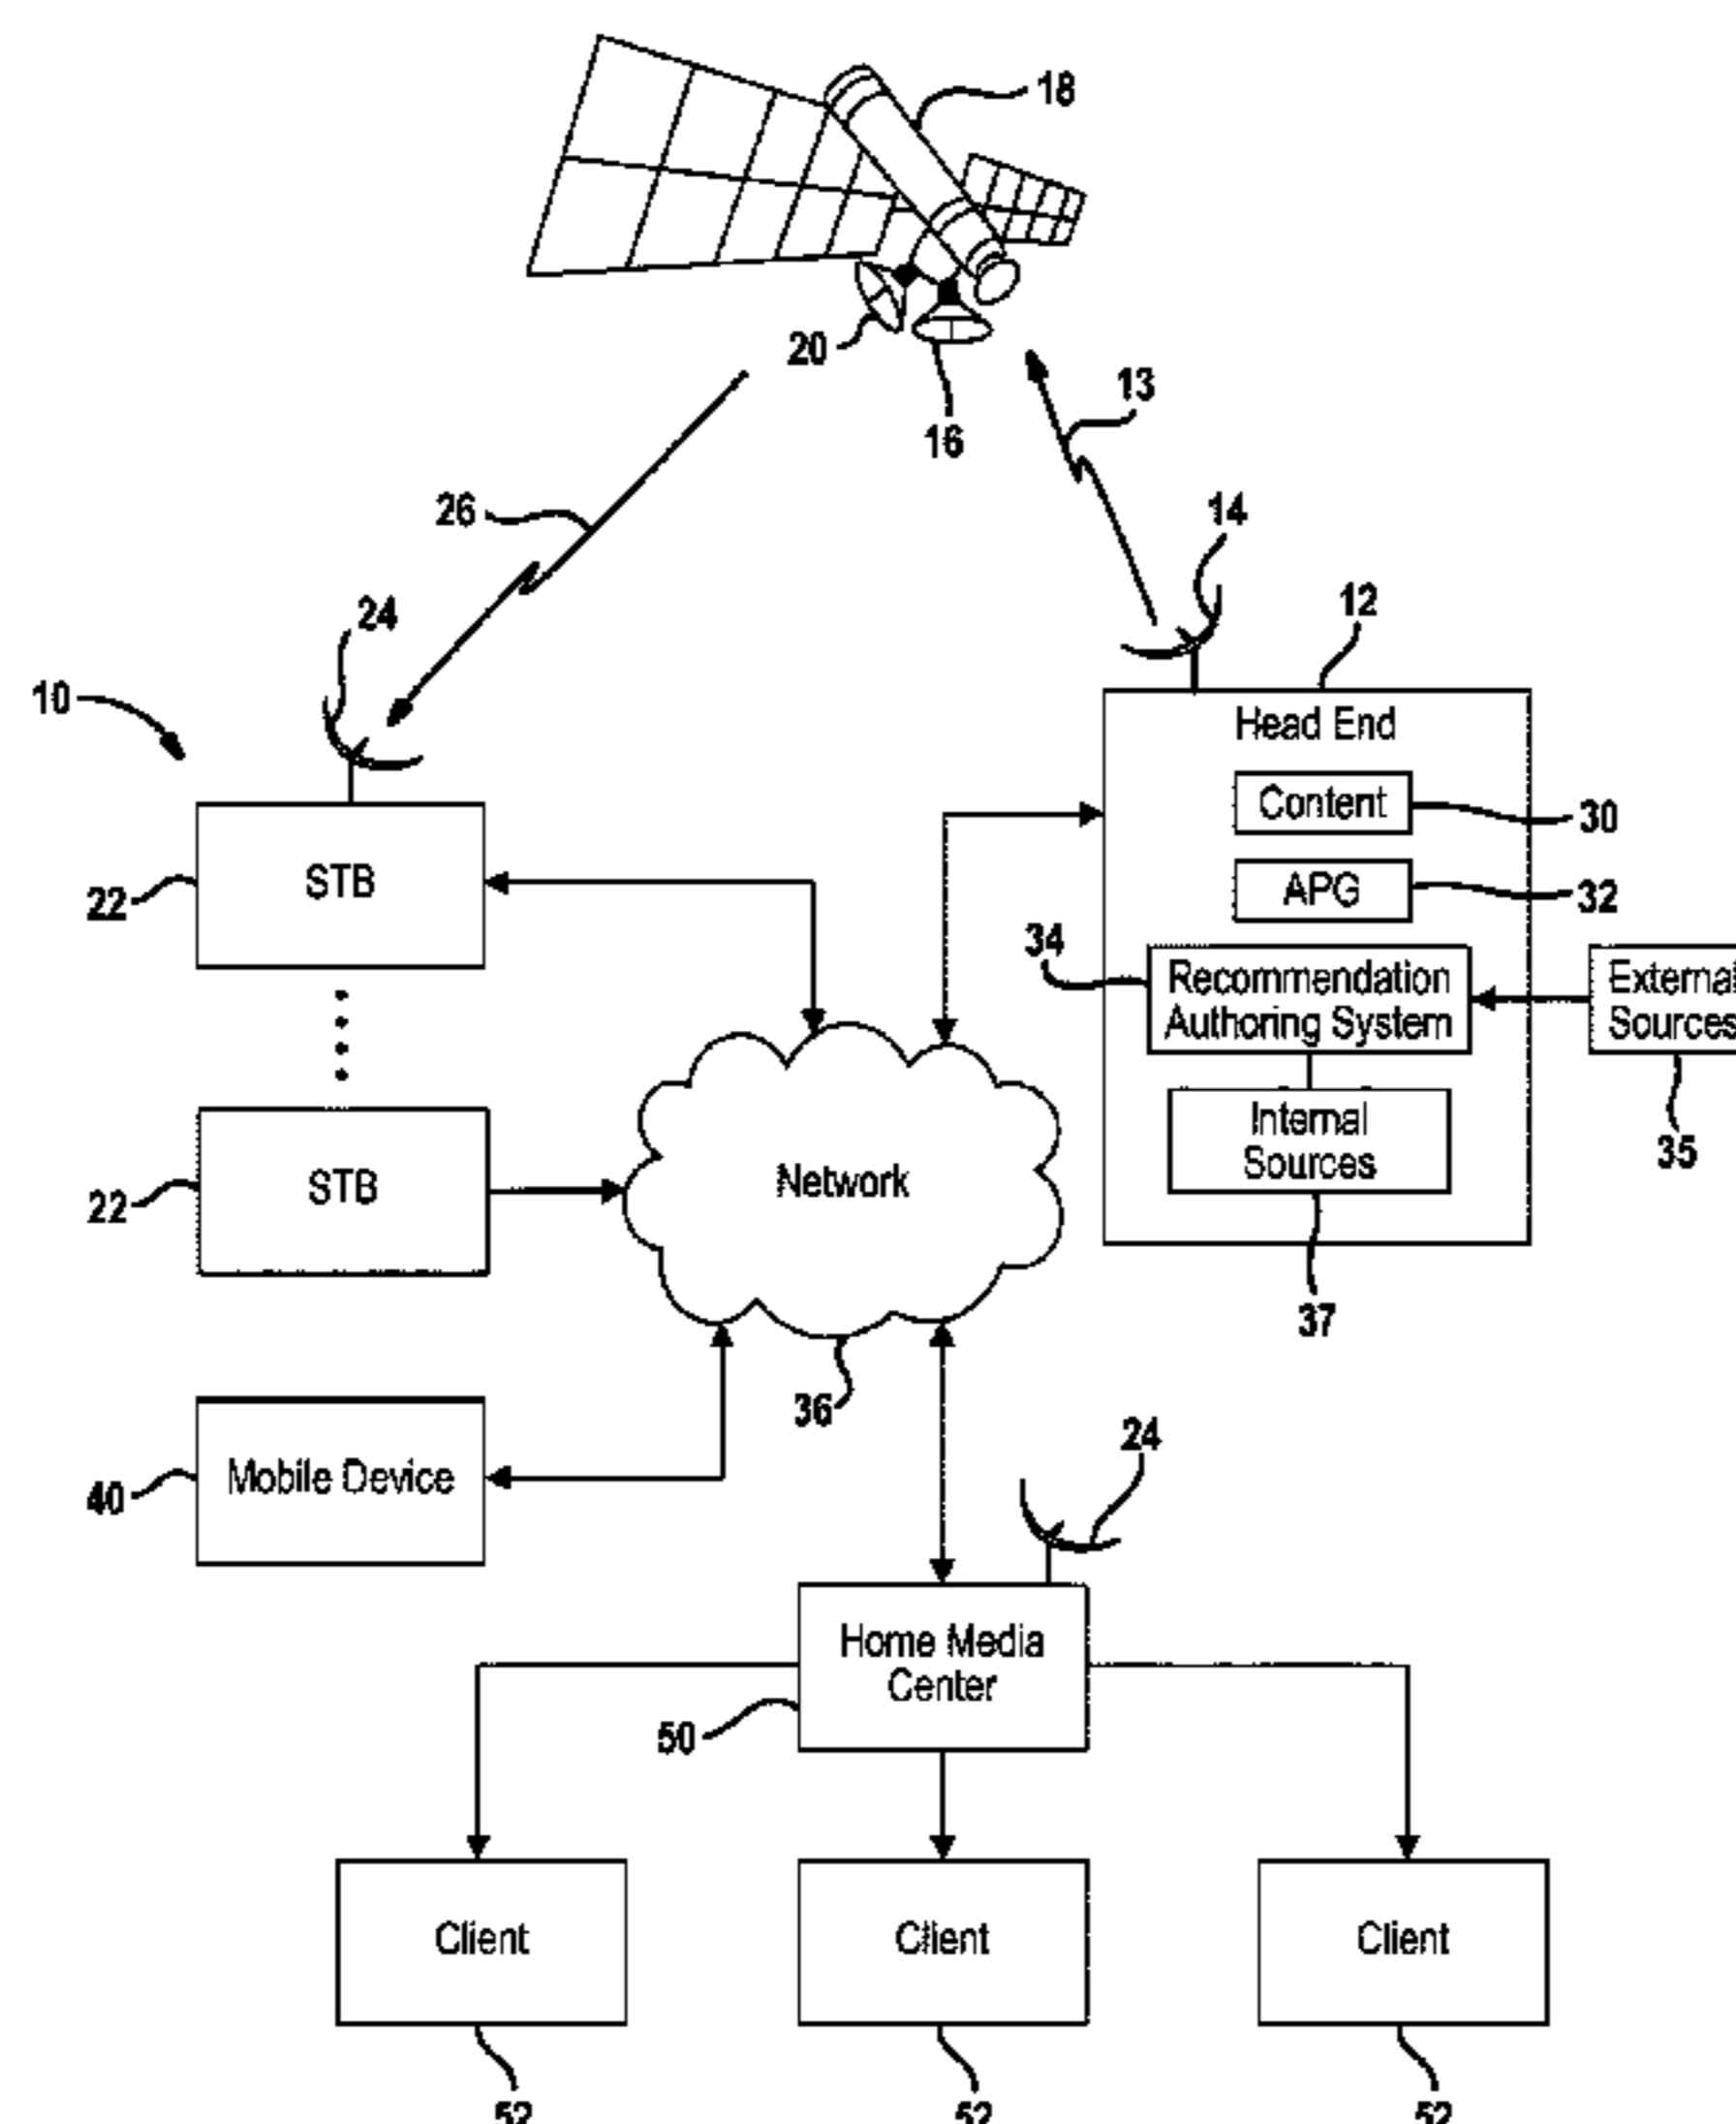 18
20
16
13
26
14
24
12
10
Head End
Content
30
STB
22
APG
32
34
Recommendation
Authoring System
External
Sources
Internal
Sources
35
STB
22
Network
37
36
24
Mobile Device
40
Home Media
Center
50
Client
Client
Client
52
52
52